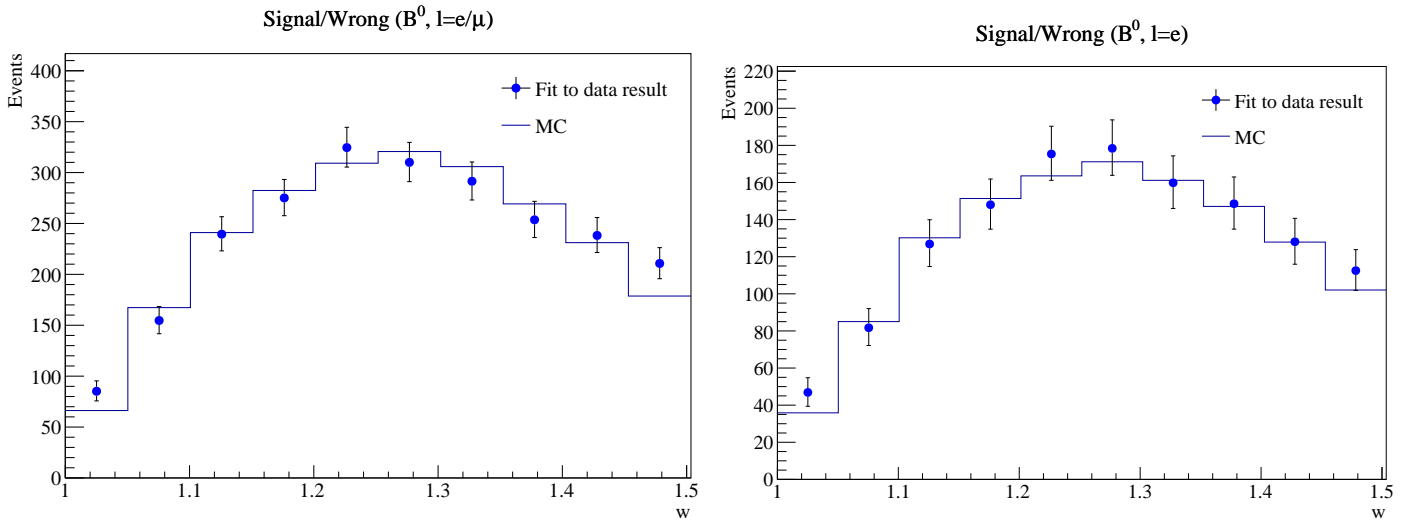 Signal/Wrong (B⁰, l=e/μ)
Events
400
350
300
250
200
150
100
50
0
Fit to data result
MC
1 1.1 1.2 1.3 1.4 1.5
w
Signal/Wrong (B⁰, l=e)
Events
220
200
180
160
140
120
100
80
60
40
20
0
Fit to data result
MC
1 1.1 1.2 1.3 1.4 1.5
w